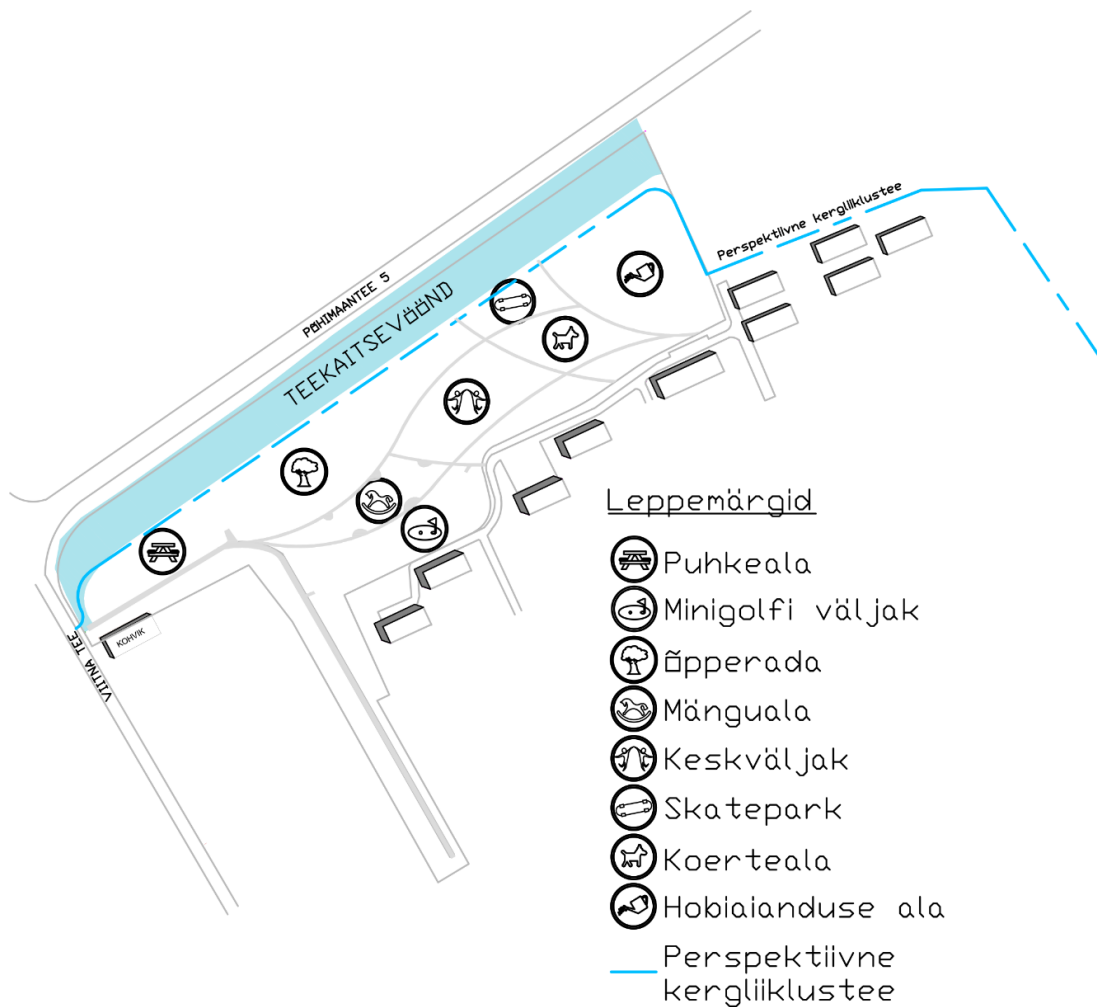 PÕHIMAANTEE 5
TEEKAITSEVÖÖND
Perspektiivne kergliiklustee
VIITNA TEE
KOHVIK
Leppemärgid
Puhkeala
Minigolfi väljak
Õpperada
Mänguala
Keskväljak
Skatepark
Koerteala
Hobiaianduse ala
Perspektiivne
kergliiklustee